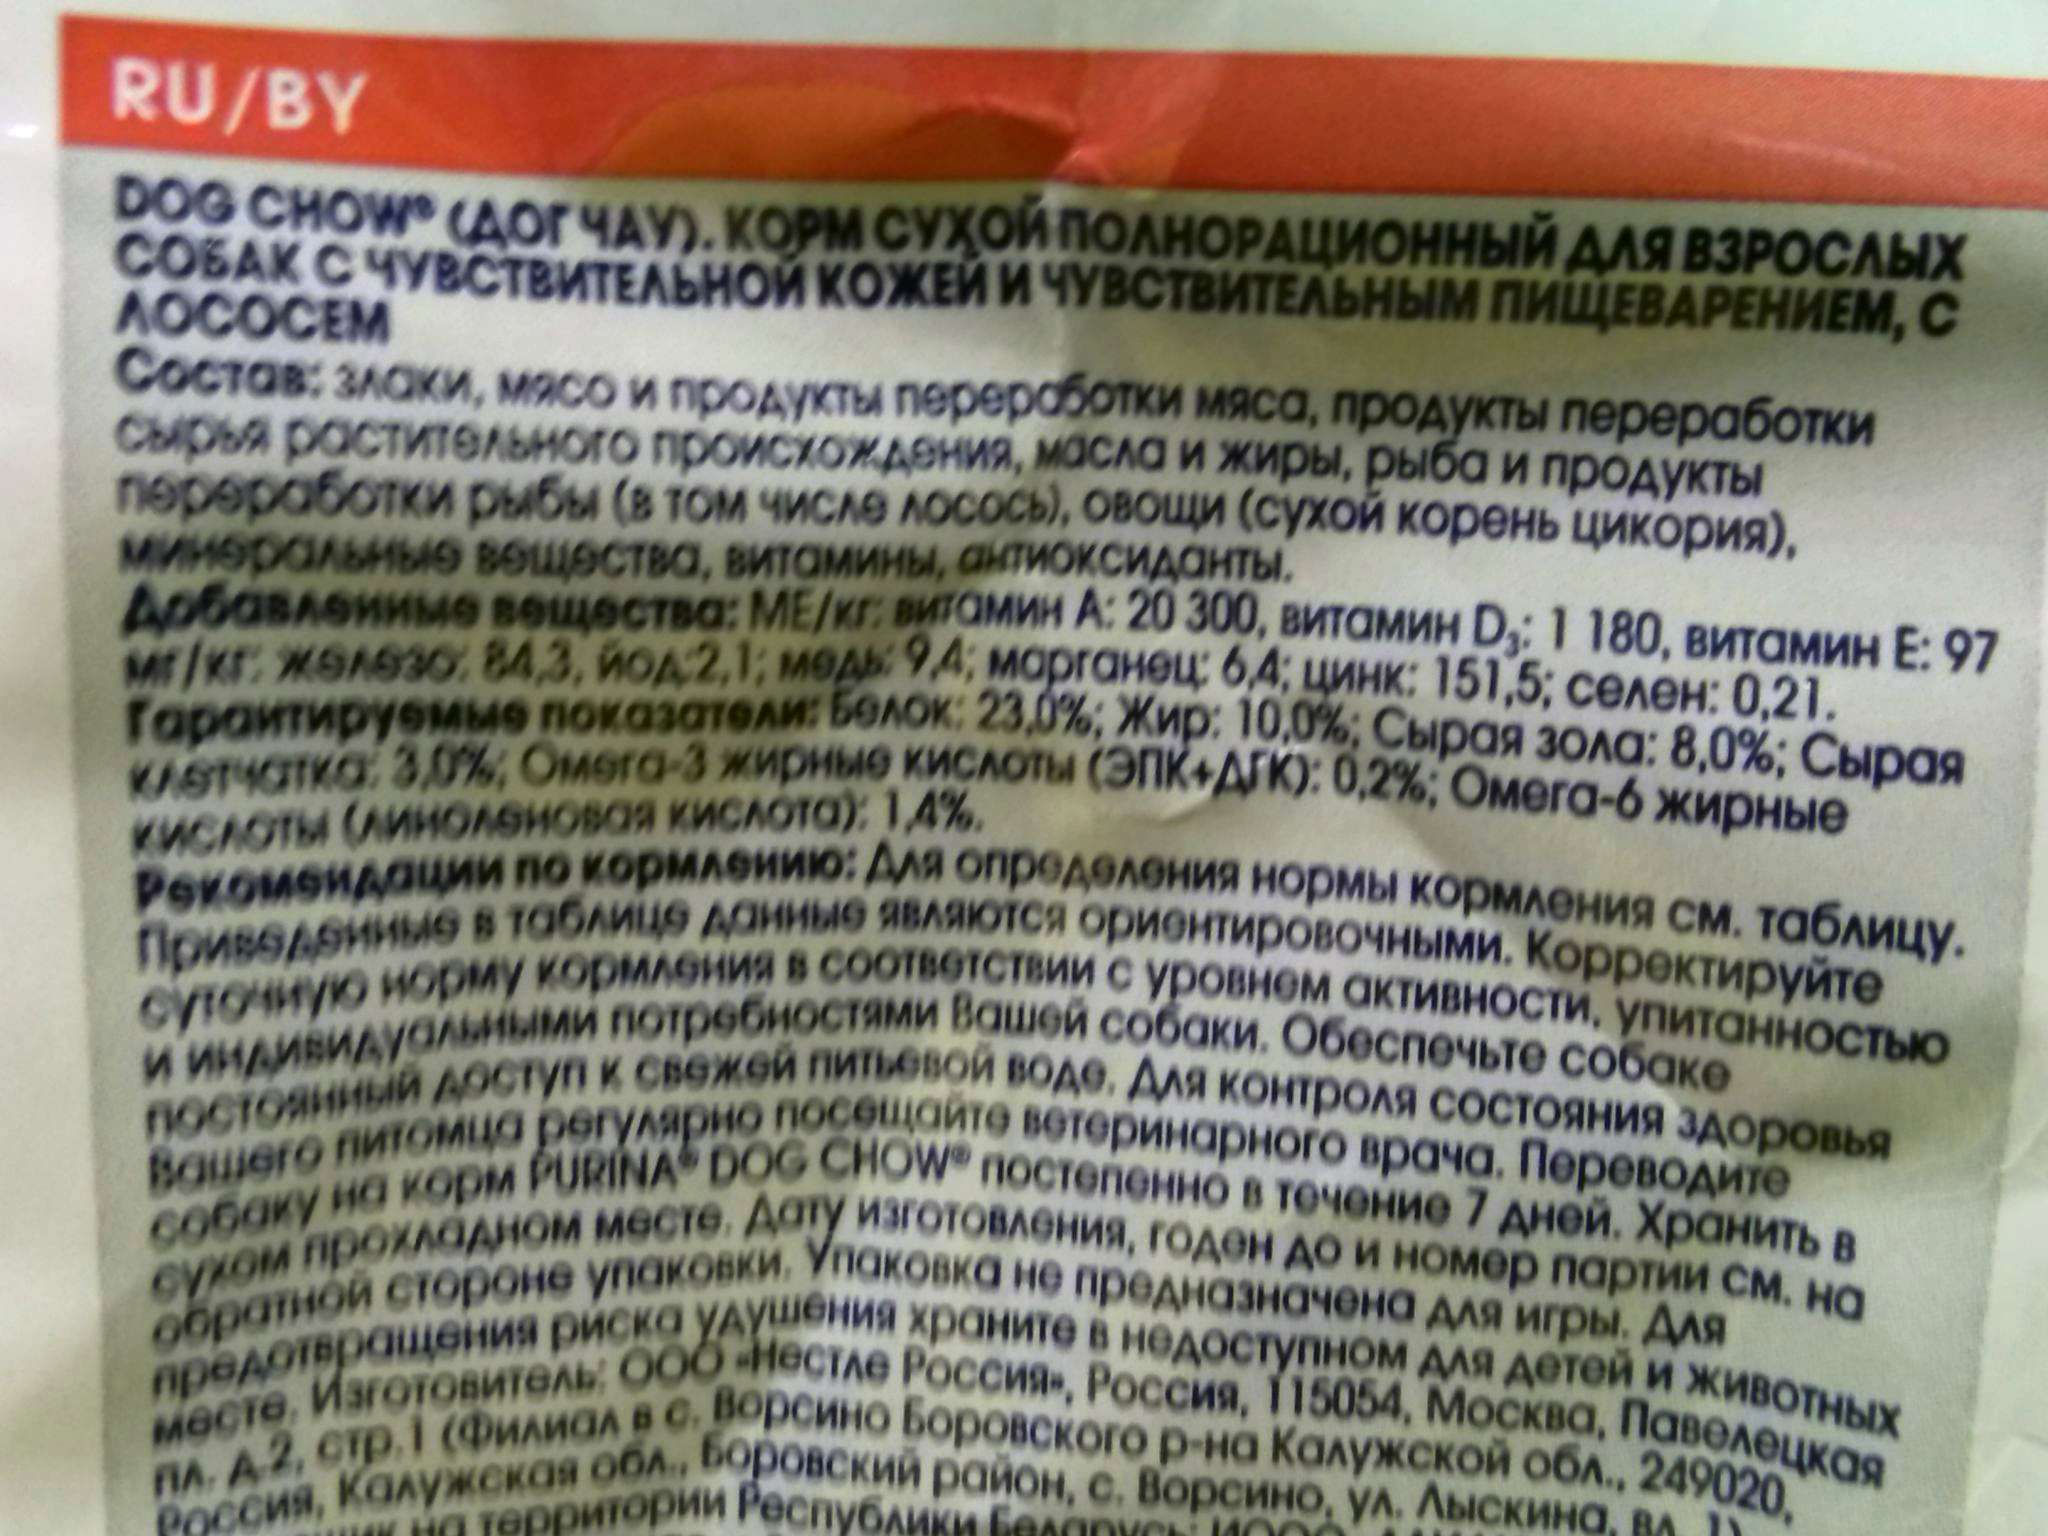 RU/BY
DOG CHOW® (ДОГ ЧАУ). КОРМ СУХОЙ ПОЛНОРАЦИОННЫЙ ДЛЯ ВЗРОСЛЫХ
СОБАК С ЧУВСТВИТЕЛЬНОЙ КОЖЕЙ И ЧУВСТВИТЕЛЬНЫМ ПИЩЕВАРЕНИЕМ, С
ЛОСОСЕМ
Состав: злаки, мясо и продукты переработки мяса, продукты переработки
сырья растительного происхождения, масла и жиры, рыба и продукты
переработки рыбы (в том числе лосось), овощи (сухой корень цикория),
минеральные вещества, витамины, антиоксиданты.
Добавленные вещества: МЕ/кг: витамин А: 20 300, витамин D₃: 1 180, витамин Е: 97
мг/кг: железо: 84,3, йод:2,1; медь: 9,4; марганец: 6,4; цинк: 151,5; селен: 0,21.
Гарантируемые показатели: Белок: 23,0%; Жир: 10,0%; Сырая зола: 8,0%; Сырая
клетчатка: 3,0%; Омега-3 жирные кислоты (ЭПК+ДГК): 0,2%; Омега-6 жирные
кислоты (линоленовая кислота): 1,4%.
Рекомендации по кормлению: Для определения нормы кормления см. таблицу.
Приведенные в таблице данные являются ориентировочными. Корректируйте
суточную норму кормления в соответствии с уровнем активности, упитанностью
и индивидуальными потребностями Вашей собаки. Обеспечьте собаке
постоянный доступ к свежей питьевой воде. Для контроля состояния здоровья
Вашего питомца регулярно посещайте ветеринарного врача. Переводите
собаку на корм PURINA® DOG CHOW® постепенно в течение 7 дней. Хранить в
сухом прохладном месте. Дату изготовления, годен до и номер партии см. на
обратной стороне упаковки. Упаковка не предназначена для игры. Для
предотвращения риска удушения храните в недоступном для детей и животных
месте. Изготовитель: ООО «Нестле Россия», Россия, 115054, Москва, Павелецкая
пл. д.2, стр.1 (Филиал в с. Ворсино Боровского р-на Калужской обл., 249020,
Россия, Калужская обл., Боровский район, с. Ворсино, ул. Лыскина, вл. 1)
на территории Республики Беларусь: